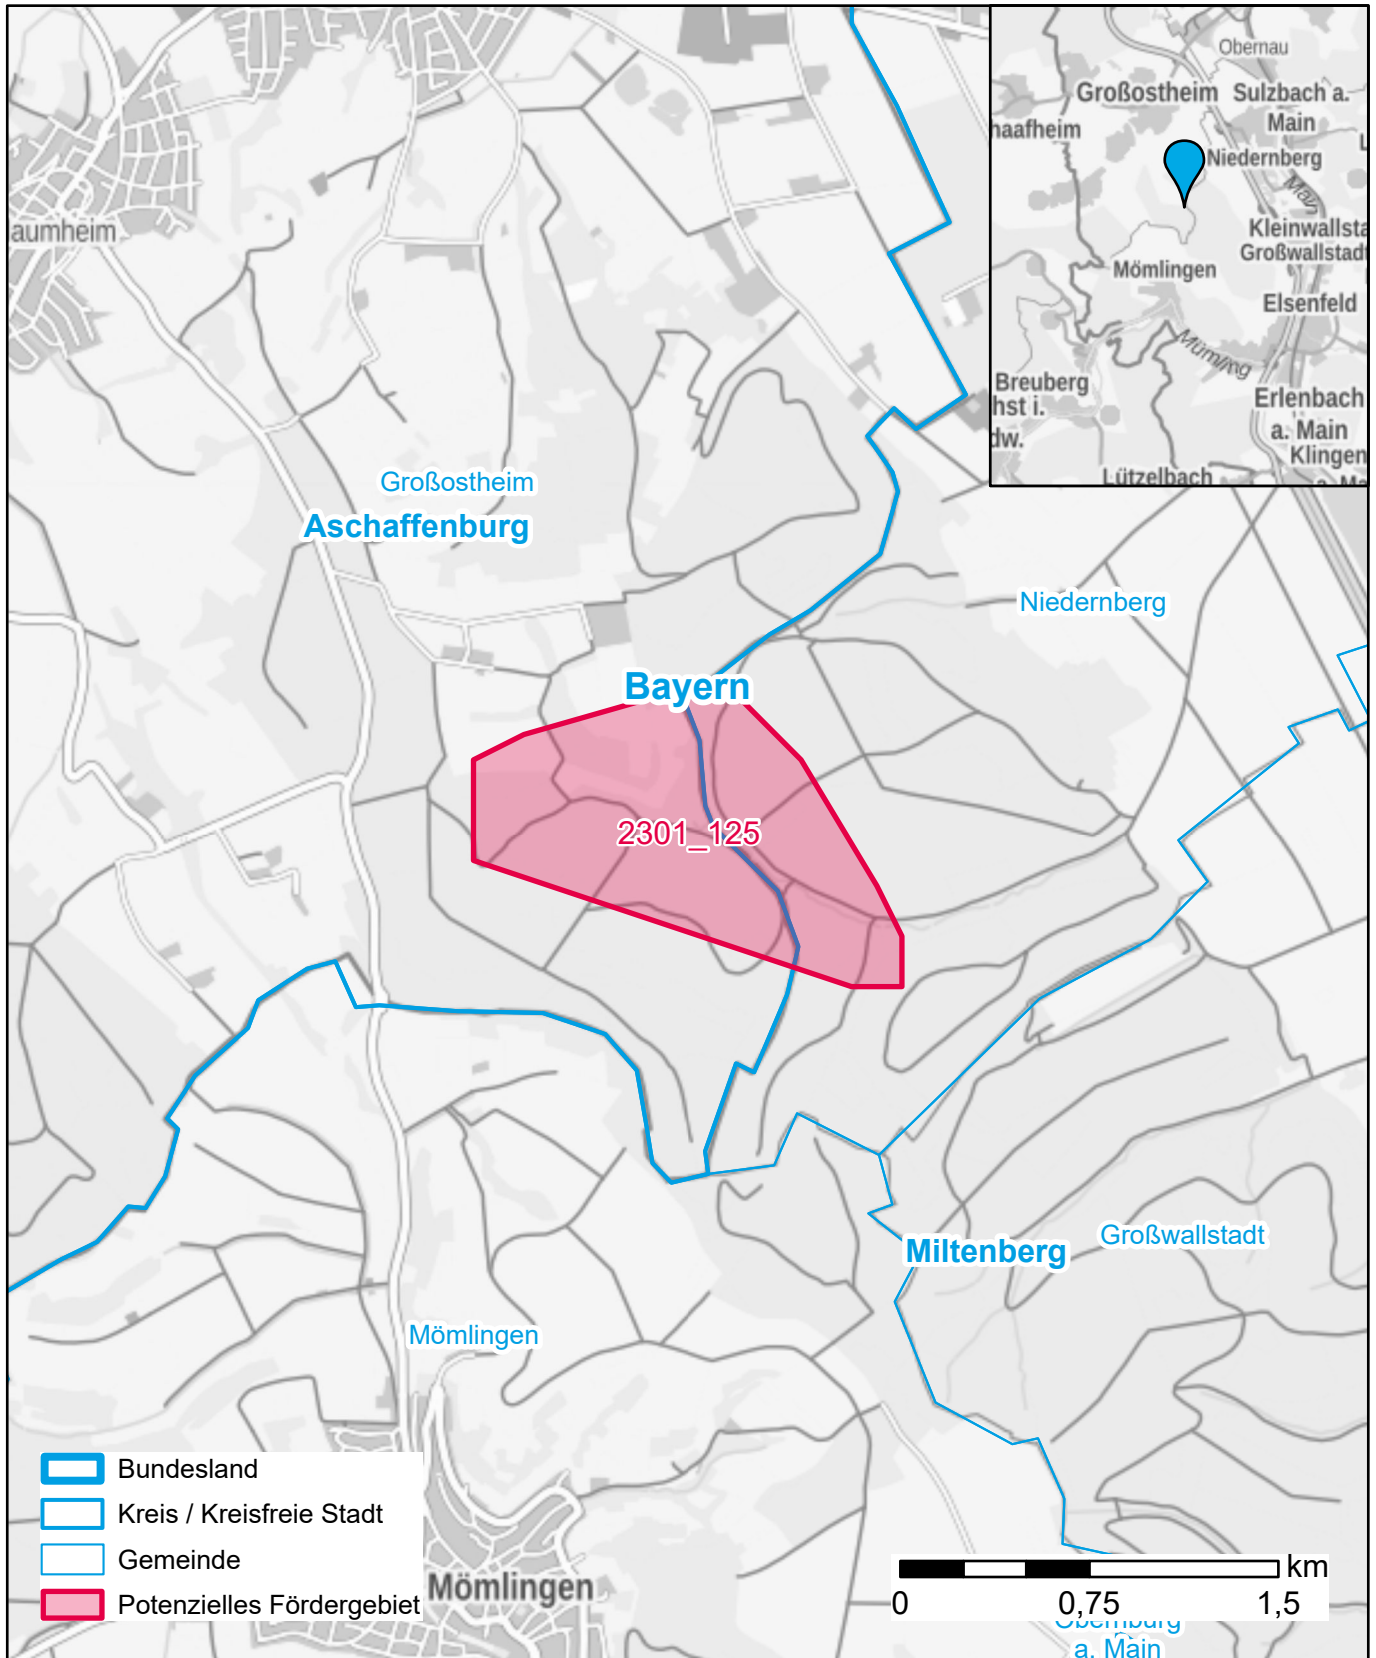 aumheim
Großostheim
Aschaffenburg
Niedernberg
Bayern
2301_125
Miltenberg
Großwallstadt
Mömlingen
Mömlingen
Obernburg
a. Main
Obernau
Großostheim
Sulzbach a.
Main
haafheim
Niedernberg
Main
Kleinwallsta
Großwallstadt
Mömlingen
Elsenfeld
Mümling
Breuberg
hst i.
dw.
Erlenbach
a. Main
Klingen
Lützelbach
Bundesland
Kreis / Kreisfreie Stadt
Gemeinde
Potenzielles Fördergebiet
km
0
0,75
1,5